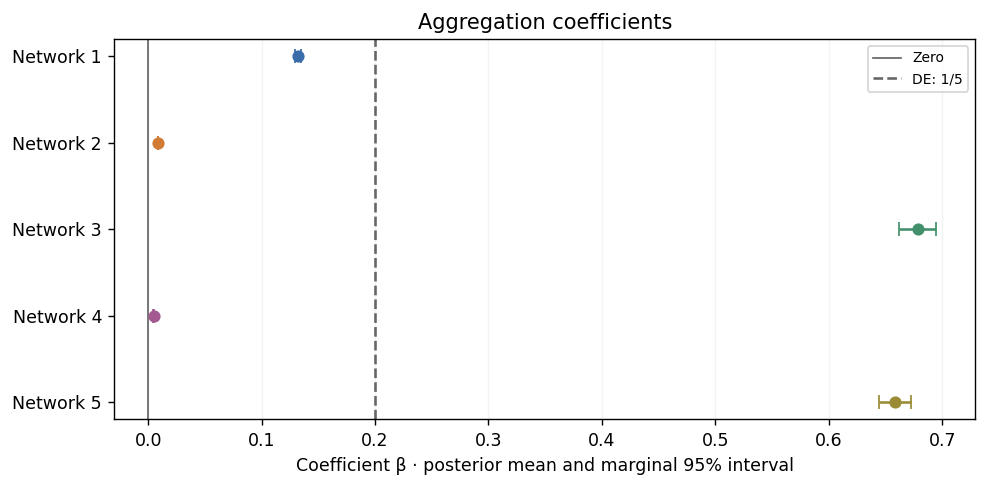 Aggregation coefficients
Network 1
Network 2
Network 3
Network 4
Network 5
Zero
DE: 1/5
0.0 0.1 0.2 0.3 0.4 0.5 0.6 0.7
Coefficient β · posterior mean and marginal 95% interval